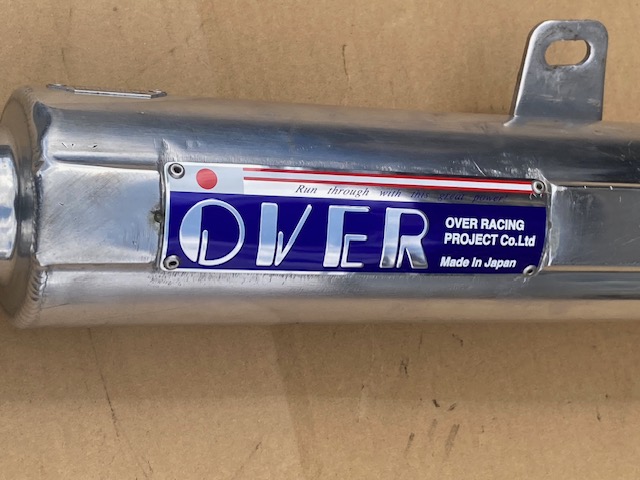 Run through with this great power
OVER
OVER RACING
PROJECT Co.Ltd
Made In Japan